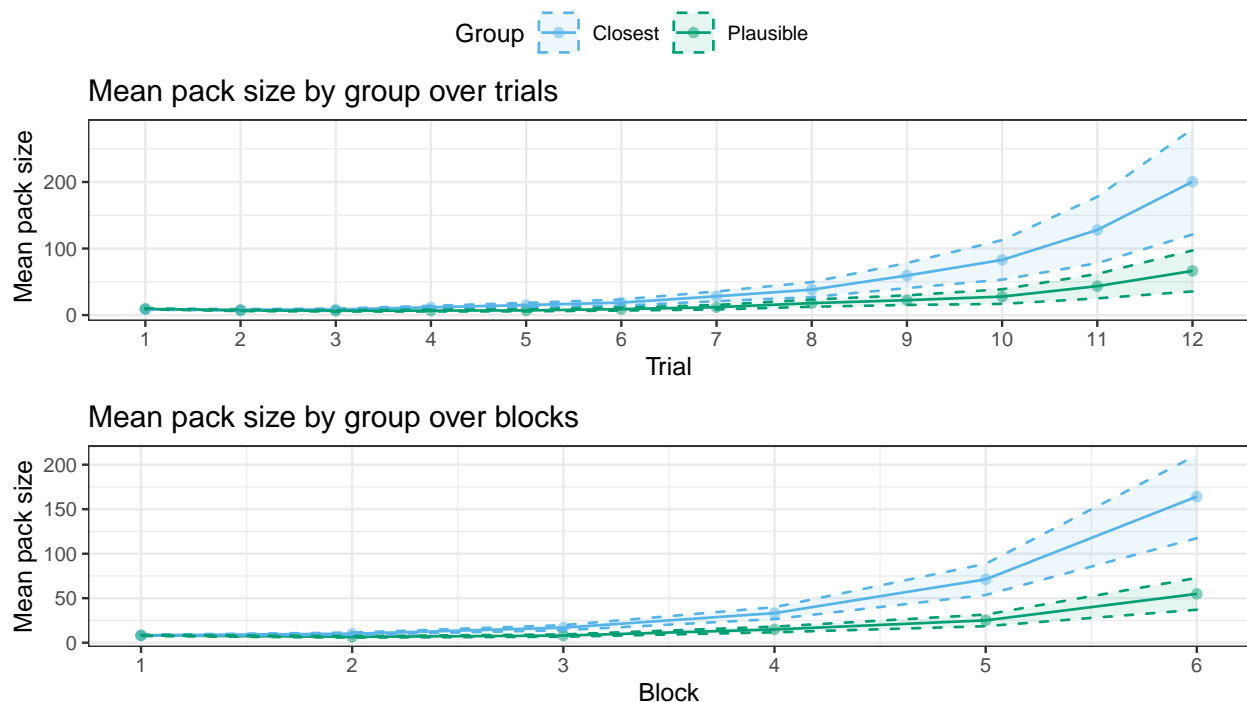 Group Closest Plausible
Mean pack size by group over trials
Mean pack size
200
100
0
1 2 3 4 5 6 7 8 9 10 11 12
Trial
Mean pack size by group over blocks
Mean pack size
200
150
100
50
0
1 2 3 4 5 6
Block